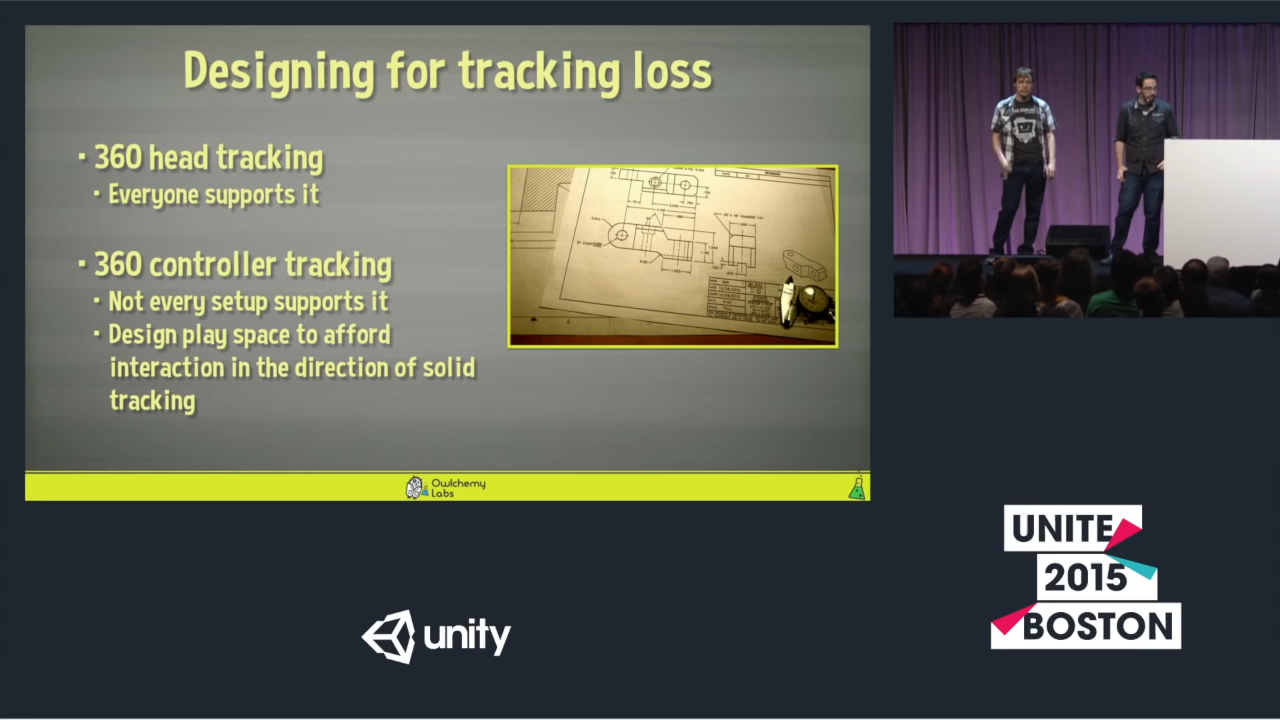 Designing for tracking loss
· 360 head tracking
· Everyone supports it
· 360 controller tracking
· Not every setup supports it
· Design play space to afford
interaction in the direction of solid
tracking
Owlchemy
Labs
UNITE
2015
BOSTON
unity